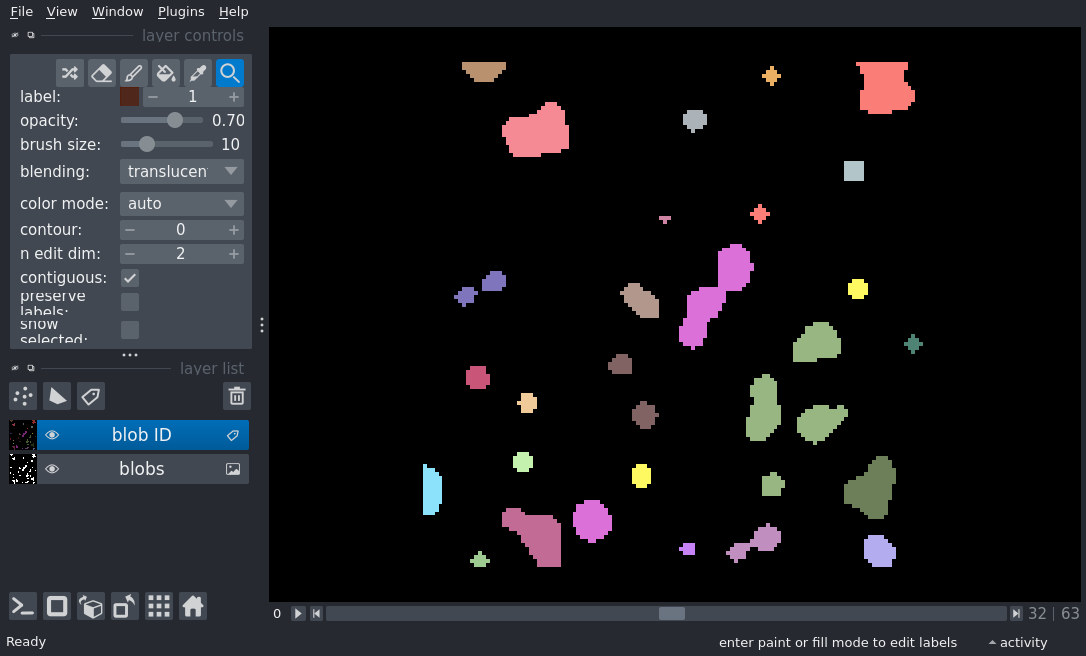 File View Window Plugins Help
layer controls
label: 1
opacity: 0.70
brush size: 10
blending: translucen
color mode: auto
contour: 0
n edit dim: 2
contiguous:
preserve
labels:
show
selected:
layer list
blob ID
blobs
0 32 63
Ready enter paint or fill mode to edit labels activity